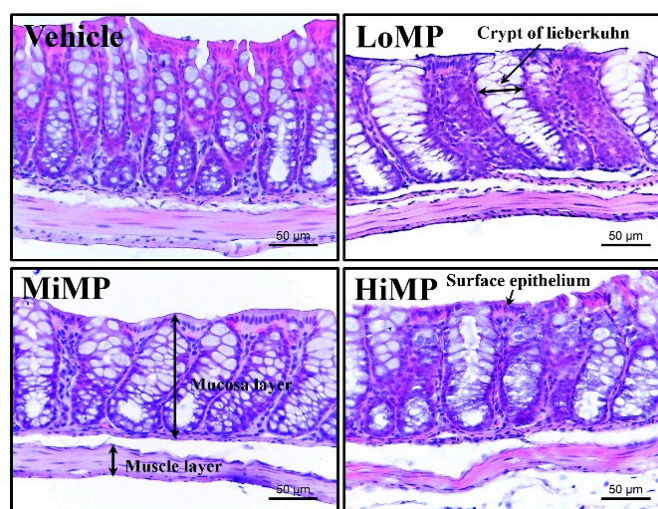 Vehicle
LoMP
Crypt of lieberkuhn
50 µm
50 µm
MiMP
HiMP
Surface epithelium
Mucosa layer
Muscle layer
50 µm
50 µm